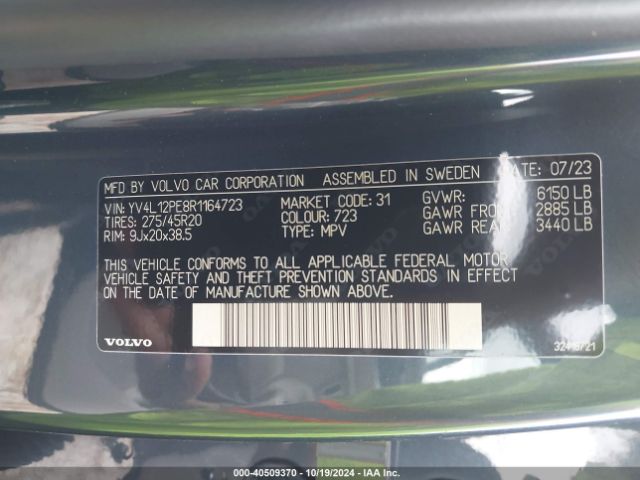 MFD BY VOLVO CAR CORPORATION ASSEMBLED IN SWEDEN DATE: 07/23
VIN: YV4L12PE8R1164723 MARKET CODE: 31 GVWR: 6150 LB
TIRES: 275/45R20 COLOUR: 723 GAWR FRONT: 2885 LB
RIM: 9Jx20x38.5 TYPE: MPV GAWR REAR: 3440 LB
THIS VEHICLE CONFORMS TO ALL APPLICABLE FEDERAL MOTOR
VEHICLE SAFETY AND THEFT PREVENTION STANDARDS IN EFFECT
ON THE DATE OF MANUFACTURE SHOWN ABOVE.
VOLVO
000-40509370 - 10/19/2024 - IAA Inc.